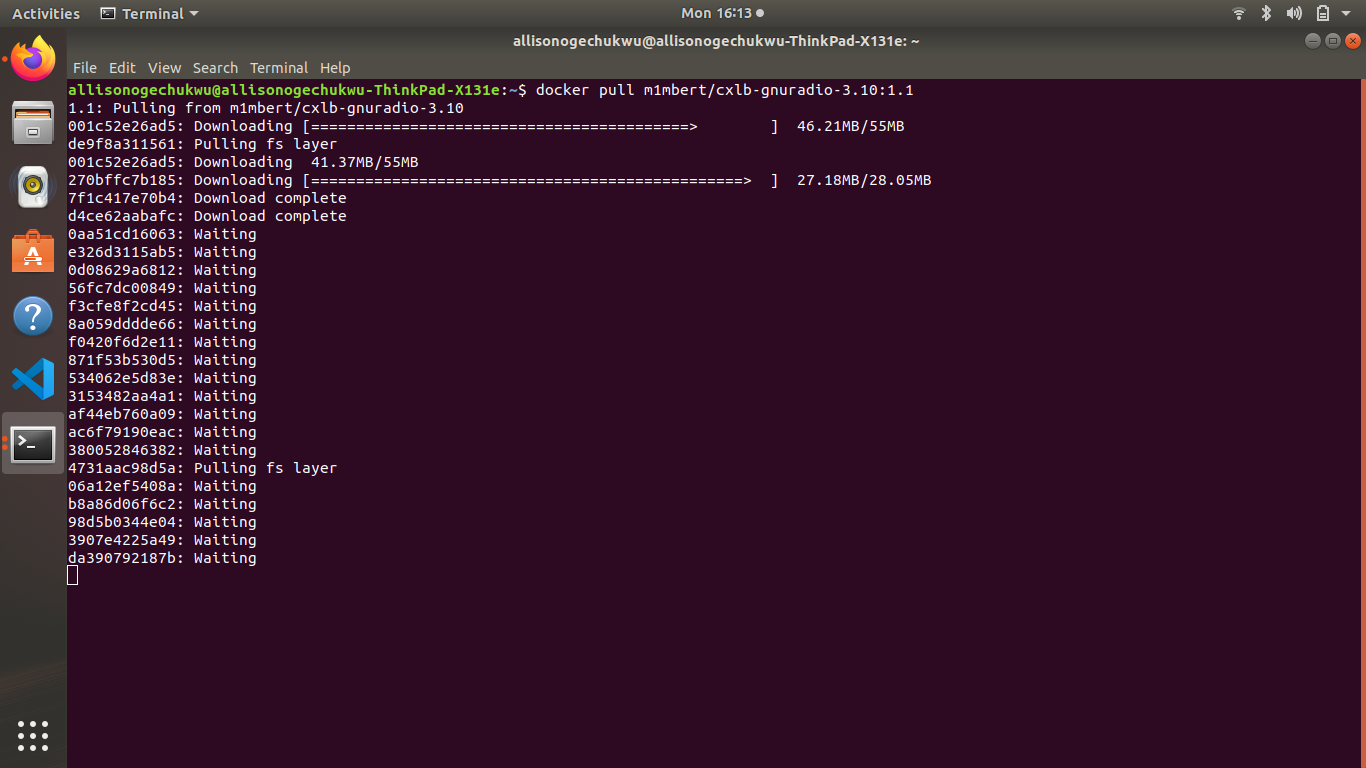 Activities Terminal Mon 16:13
allisonogechukwu@allisonogechukwu-ThinkPad-X131e: ~
File Edit View Search Terminal Help
allisonogechukwu@allisonogechukwu-ThinkPad-X131e:~$ docker pull m1mbert/cxlb-gnuradio-3.10:1.1
1.1: Pulling from m1mbert/cxlb-gnuradio-3.10
001c52e26ad5: Downloading [==========================================>        ]  46.21MB/55MB
de9f8a311561: Pulling fs layer
001c52e26ad5: Downloading  41.37MB/55MB
270bffc7b185: Downloading [================================================>  ]  27.18MB/28.05MB
7f1c417e70b4: Download complete
d4ce62aabafc: Download complete
0aa51cd16063: Waiting
e326d3115ab5: Waiting
0d08629a6812: Waiting
56fc7dc00849: Waiting
f3cfe8f2cd45: Waiting
8a059dddde66: Waiting
f0420f6d2e11: Waiting
871f53b530d5: Waiting
534062e5d83e: Waiting
3153482aa4a1: Waiting
af44eb760a09: Waiting
ac6f79190eac: Waiting
380052846382: Waiting
4731aac98d5a: Pulling fs layer
06a12ef5408a: Waiting
b8a86d06f6c2: Waiting
98d5b0344e04: Waiting
3907e4225a49: Waiting
da390792187b: Waiting